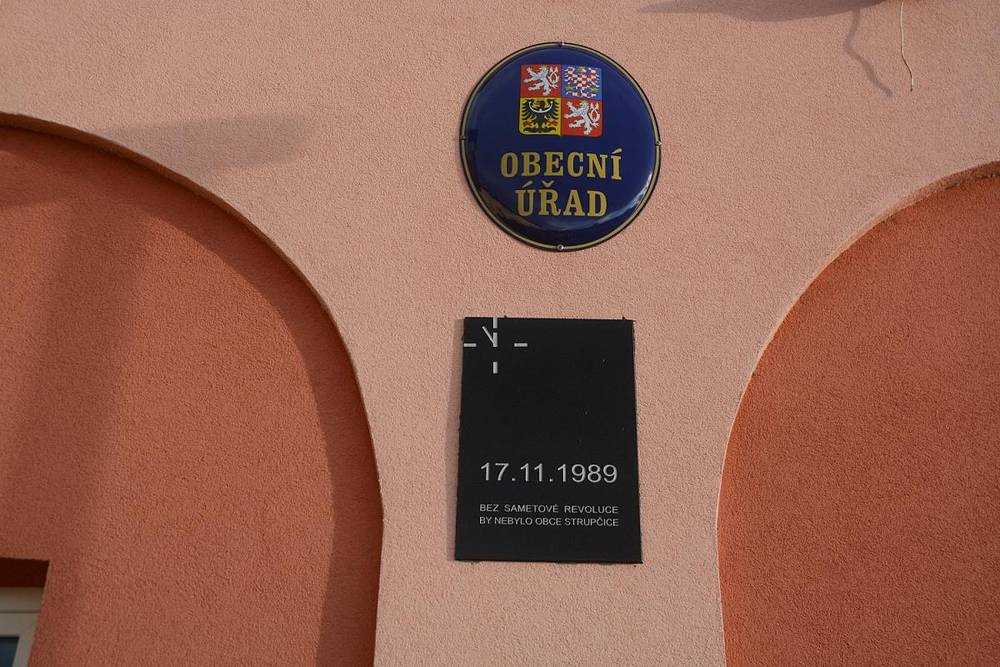 OBECNÍ
ÚŘAD
17.11.1989
BEZ SAMETOVÉ REVOLUCE
BY NEBYLO OBCE STRUPČICE